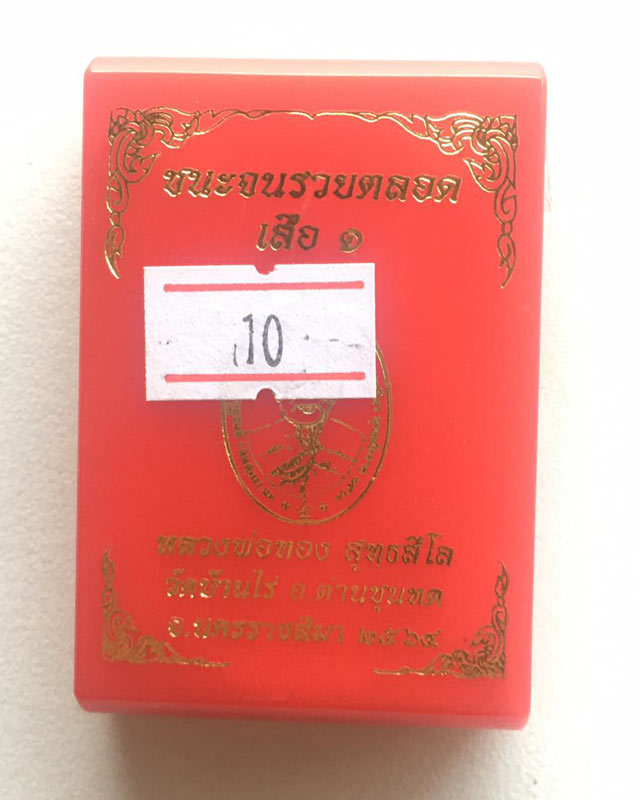 ชนะจนรวยตลอด
เสือ ๑
10
หลวงพ่อทอง สุทธสีโล
วัดบ้านไร่ อ ด่านขุนทด
จ.นครราชสีมา ๒๕๖๔